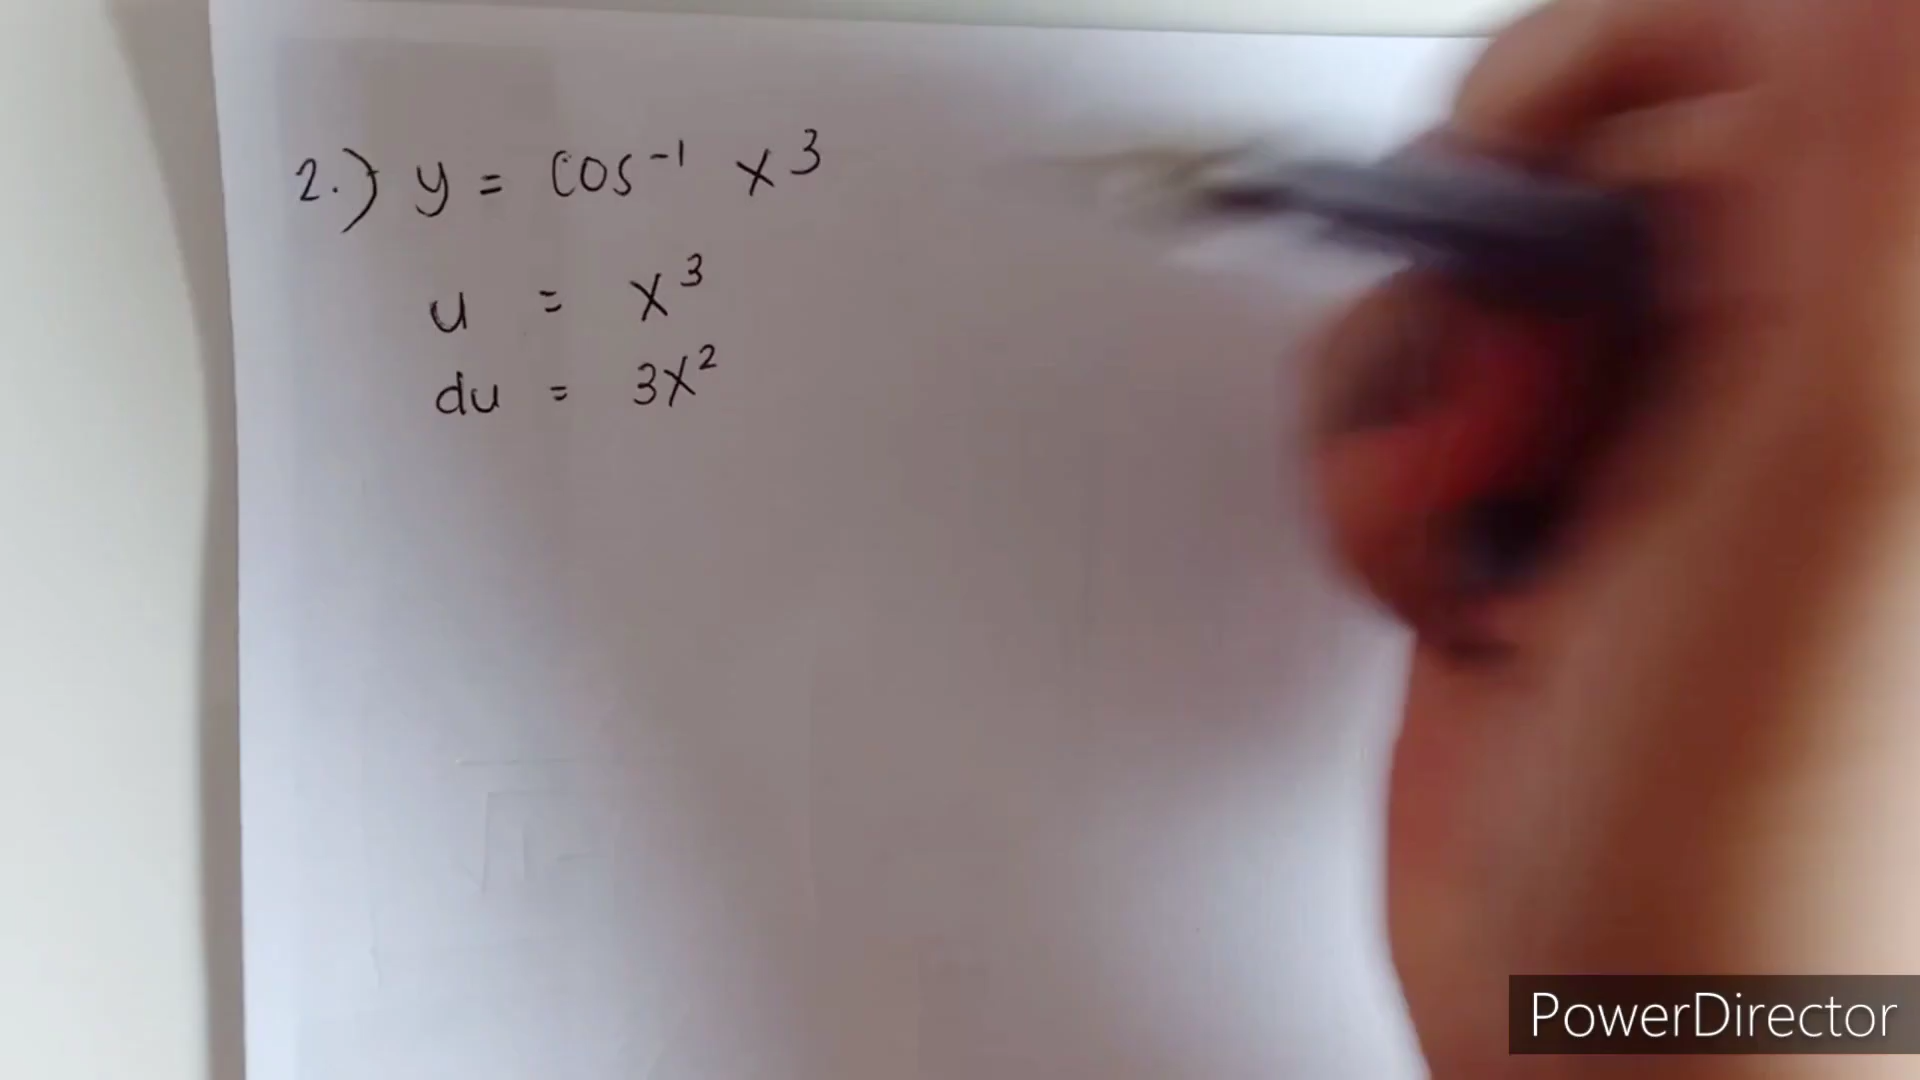 2.) y = cos⁻¹ x³
u = x³
du = 3x²
PowerDirector